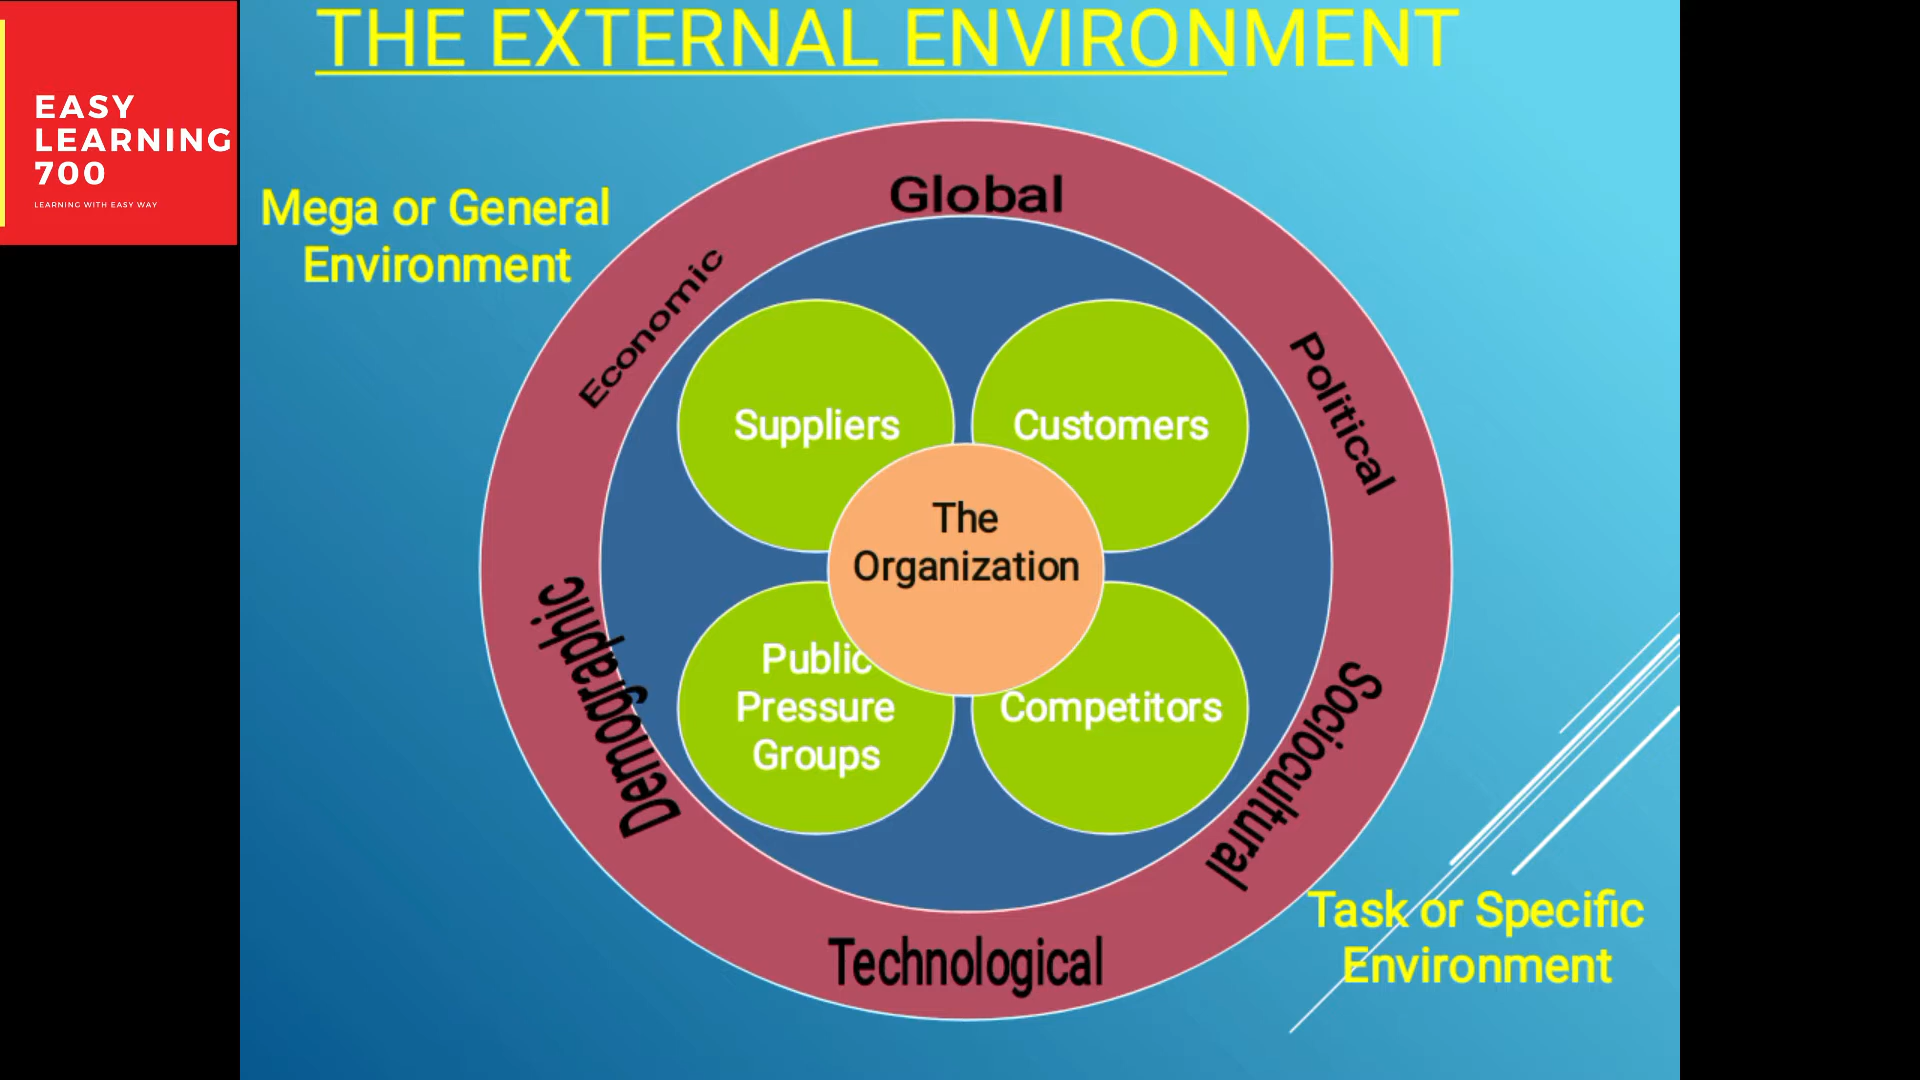 THE EXTERNAL ENVIRONMENT
EASY
LEARNING
700
LEARNING WITH EASY WAY
Mega or General
Environment
Global
Economic
Political
Suppliers
Customers
The
Organization
Public
Pressure
Groups
Competitors
Demographic
Sociocultural
Technological
Task or Specific
Environment